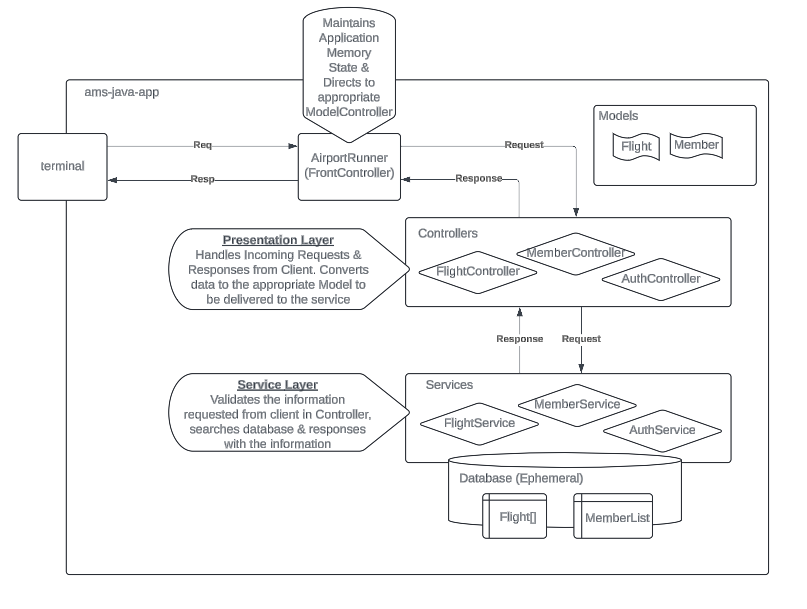 Maintains
Application
Memory
State &
Directs to
appropriate
ModelController
ams-java-app
Models
Flight
Member
terminal
Req
Resp
AirportRunner
(FrontController)
Request
Response
Presentation Layer
Handles Incoming Requests &
Responses from Client. Converts
data to the appropriate Model to
be delivered to the service
Controllers
FlightController
MemberController
AuthController
Response
Request
Service Layer
Validates the information
requested from client in Controller,
searches database & responses
with the information
Services
FlightService
MemberService
AuthService
Database (Ephemeral)
Flight[]
MemberList